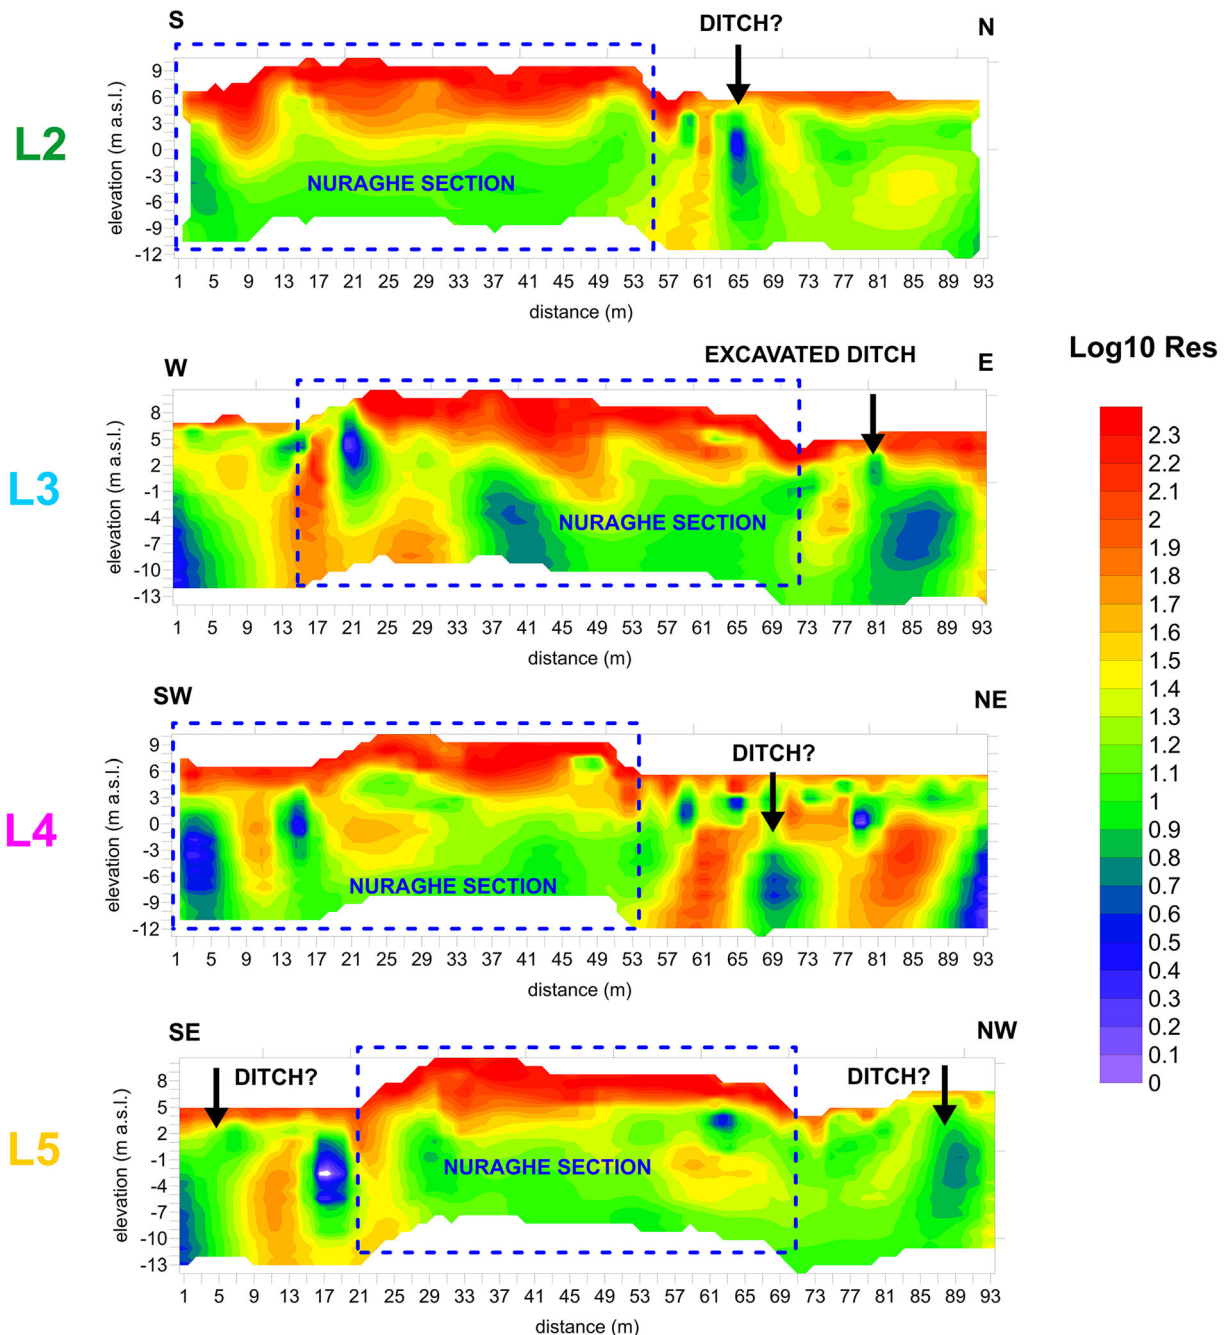 S
DITCH?
N
L2
elevation (m a.s.l.)
9
6
3
0
-3
-6
-9
-12
NURAGHE SECTION
1 5 9 13 17 21 25 29 33 37 41 45 49 53 57 61 65 69 73 77 81 85 89 93
distance (m)
W
EXCAVATED DITCH
E
L3
elevation (m a.s.l.)
8
5
2
-1
-4
-7
-10
-13
NURAGHE SECTION
1 5 9 13 17 21 25 29 33 37 41 45 49 53 57 61 65 69 73 77 81 85 89 93
distance (m)
Log10 Res
2.3
2.2
2.1
2
1.9
1.8
1.7
1.6
1.5
1.4
1.3
1.2
1.1
1
0.9
0.8
0.7
0.6
0.5
0.4
0.3
0.2
0.1
0
SW
NE
DITCH?
L4
elevation (m a.s.l.)
9
6
3
0
-3
-6
-9
-12
NURAGHE SECTION
1 5 9 13 17 21 25 29 33 37 41 45 49 53 57 61 65 69 73 77 81 85 89 93
distance (m)
SE
NW
DITCH?
DITCH?
L5
elevation (m a.s.l.)
8
5
2
-1
-4
-7
-10
-13
NURAGHE SECTION
1 5 9 13 17 21 25 29 33 37 41 45 49 53 57 61 65 69 73 77 81 85 89 93
distance (m)